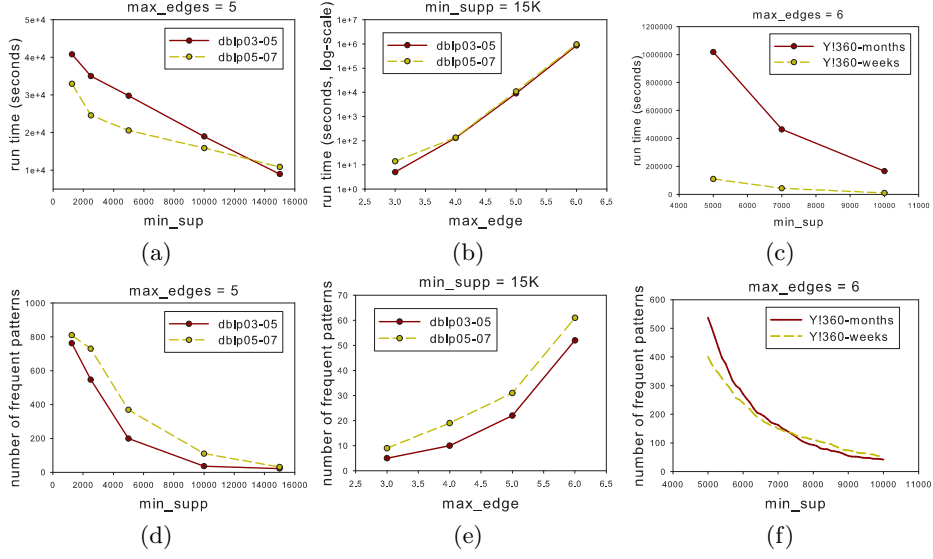 max_edges = 5
5e+4
4e+4
3e+4
2e+4
1e+4
run time (seconds)
dblp03-05
dblp05-07
0 2000 4000 6000 8000 10000 12000 14000 16000
min_sup
(a)
min_supp = 15K
1e+7
1e+6
1e+5
1e+4
1e+3
1e+2
1e+1
1e+0
run time (seconds, log-scale)
dblp03-05
dblp05-07
2.5 3.0 3.5 4.0 4.5 5.0 5.5 6.0 6.5
max_edge
(b)
max_edges = 6
1200000
1000000
800000
600000
400000
200000
0
run time (seconds)
Y!360-months
Y!360-weeks
4000 5000 6000 7000 8000 9000 10000 11000
min_sup
(c)
max_edges = 5
1000
800
600
400
200
0
number of frequent patterns
dblp03-05
dblp05-07
0 2000 4000 6000 8000 10000 12000 14000 16000
min_supp
(d)
min_supp = 15K
70
60
50
40
30
20
10
0
number of frequent patterns
dblp03-05
dblp05-07
2.5 3.0 3.5 4.0 4.5 5.0 5.5 6.0 6.5
max_edge
(e)
max_edges = 6
600
500
400
300
200
100
0
number of frequent patterns
Y!360-months
Y!360-weeks
4000 5000 6000 7000 8000 9000 10000 11000
min_sup
(f)